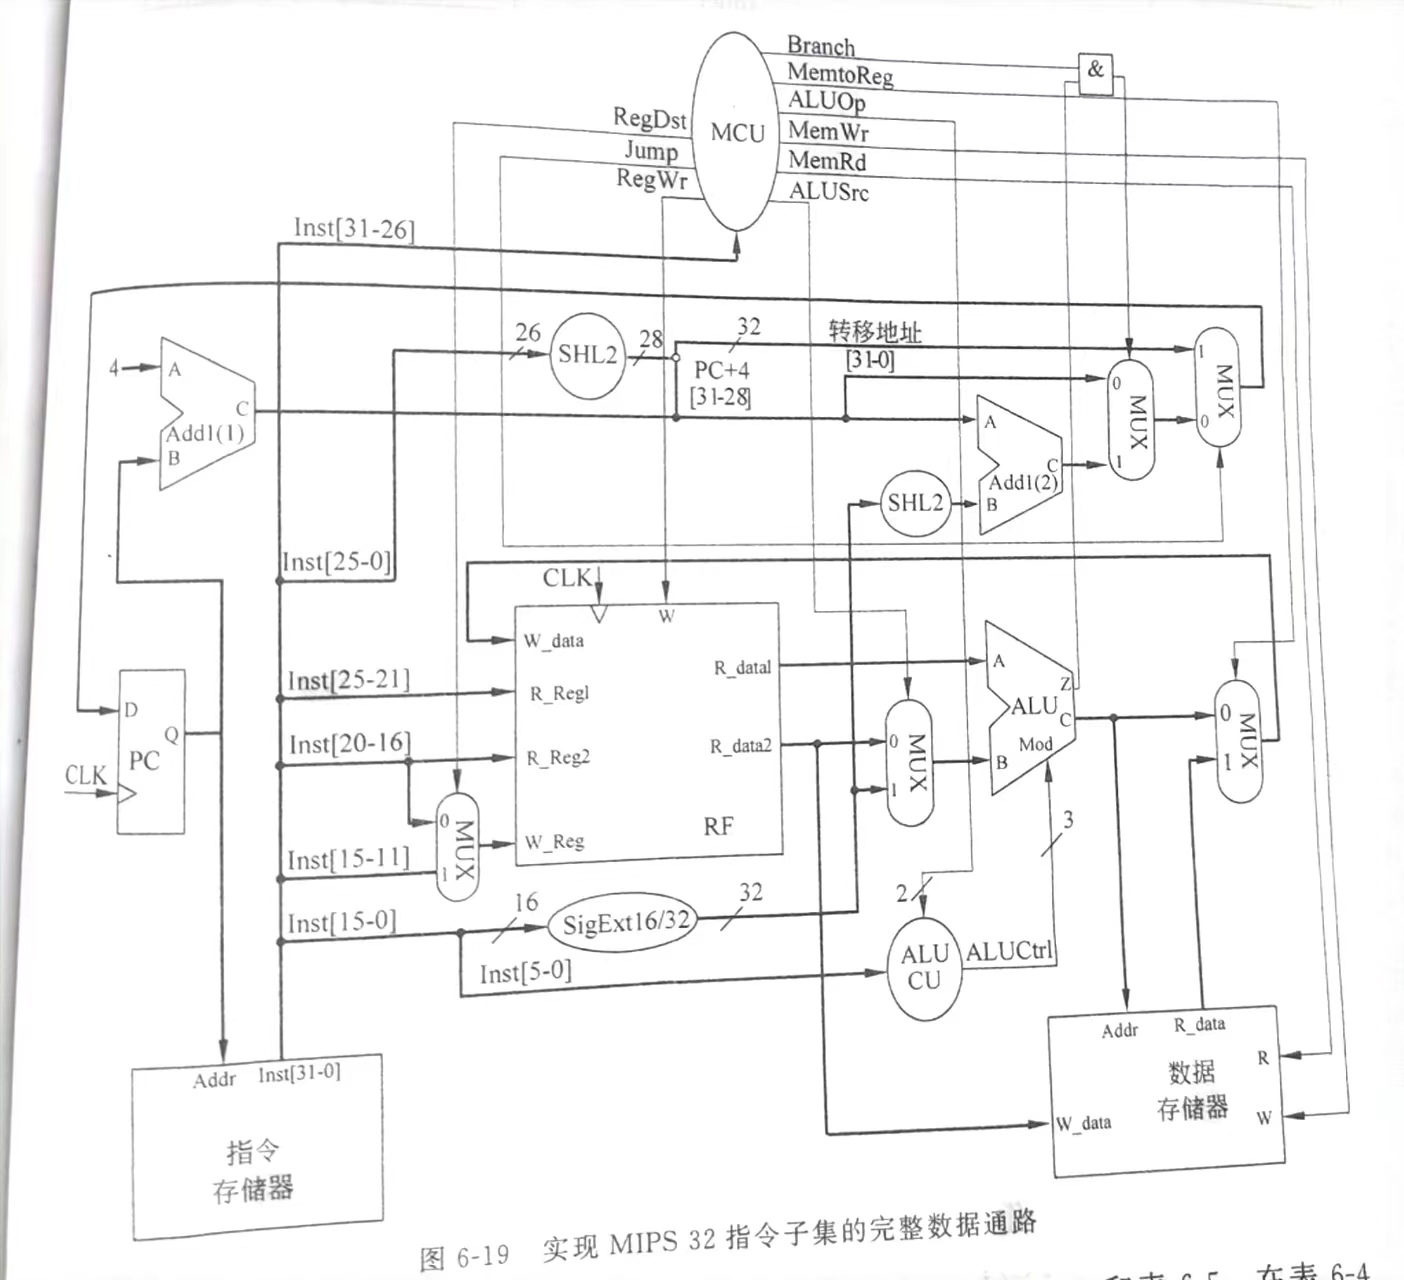 Branch
MemtoReg
ALUOp
MemWr
MemRd
ALUSrc
&
RegDst
Jump
RegWr
MCU
Inst[31-26]
26
SHL2
28
32
转移地址
[31-0]
PC+4
[31-28]
1
MUX
0
0
MUX
1
4
A
C
Add1(1)
B
A
C
Add1(2)
B
SHL2
Inst[25-0]
CLK
W
W_data
R_Reg1
R_Reg2
W_Reg
R_data1
R_data2
RF
Inst[25-21]
Inst[20-16]
Inst[15-11]
Inst[15-0]
Inst[5-0]
D
Q
PC
CLK
0
MUX
1
16
SigExt16/32
32
0
MUX
1
A
Z
ALU
C
Mod
B
3
2
ALU
CU
ALUCtrl
0
MUX
1
Addr
R_data
R
数据
存储器
W_data
W
Addr
Inst[31-0]
指令
存储器
图 6-19 实现 MIPS 32 指令子集的完整数据通路
在表 6-4